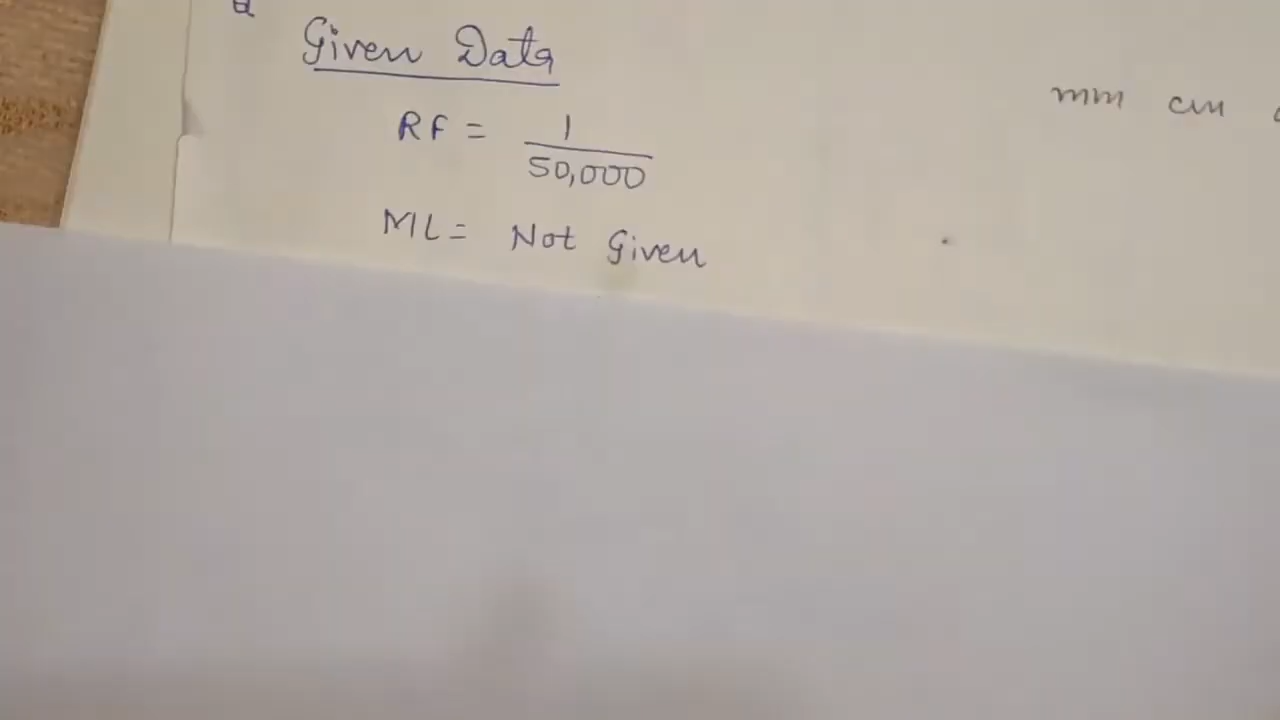 Given Data
mm cm
RF = 1/50,000
ML = Not Given